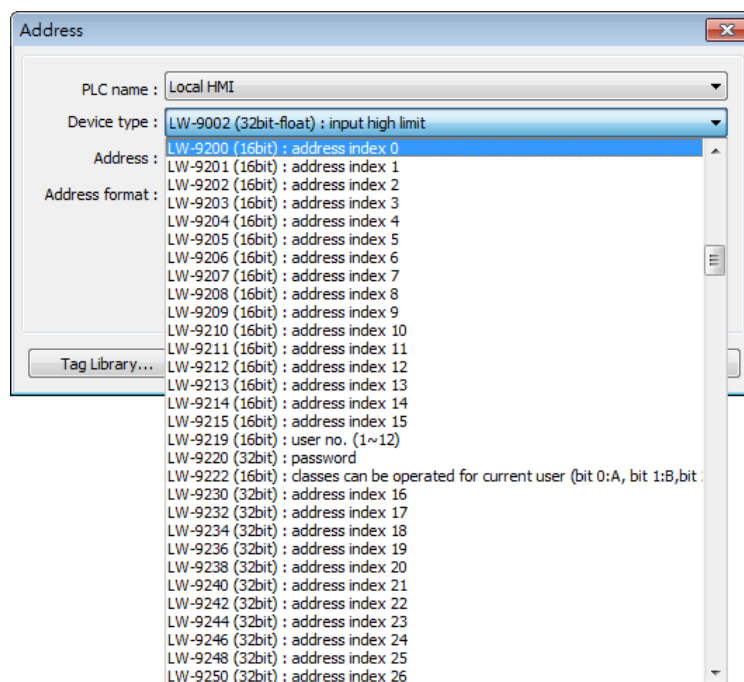 Address
PLC name : Local HMI
Device type : LW-9002 (32bit-float) : input high limit
Address :
Address format :
LW-9200 (16bit) : address index 0
LW-9201 (16bit) : address index 1
LW-9202 (16bit) : address index 2
LW-9203 (16bit) : address index 3
LW-9204 (16bit) : address index 4
LW-9205 (16bit) : address index 5
LW-9206 (16bit) : address index 6
LW-9207 (16bit) : address index 7
LW-9208 (16bit) : address index 8
LW-9209 (16bit) : address index 9
LW-9210 (16bit) : address index 10
LW-9211 (16bit) : address index 11
LW-9212 (16bit) : address index 12
LW-9213 (16bit) : address index 13
LW-9214 (16bit) : address index 14
LW-9215 (16bit) : address index 15
LW-9219 (16bit) : user no. (1~12)
LW-9220 (32bit) : password
LW-9222 (16bit) : classes can be operated for current user (bit 0:A, bit 1:B,bit
LW-9230 (32bit) : address index 16
LW-9232 (32bit) : address index 17
LW-9234 (32bit) : address index 18
LW-9236 (32bit) : address index 19
LW-9238 (32bit) : address index 20
LW-9240 (32bit) : address index 21
LW-9242 (32bit) : address index 22
LW-9244 (32bit) : address index 23
LW-9246 (32bit) : address index 24
LW-9248 (32bit) : address index 25
LW-9250 (32bit) : address index 26
Tag Library...